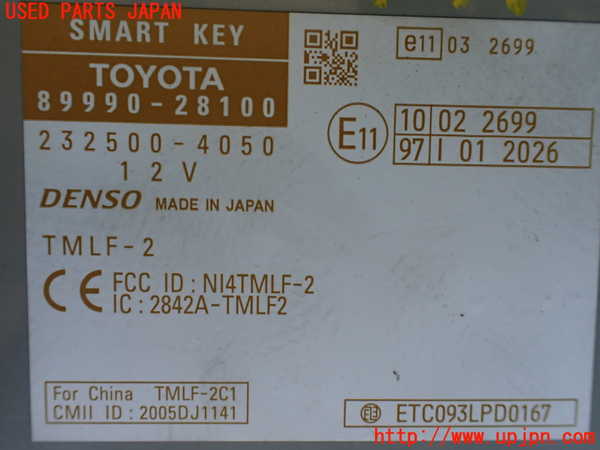 USED PARTS JAPAN
SMART KEY
TOYOTA
89990-28100
232500-4050
12V
DENSO MADE IN JAPAN
TMLF-2
CE FCC ID : NI4TMLF-2
IC : 2842A-TMLF2
For China TMLF-2C1
CMII ID : 2005DJ1141
e11 03 2699
E11
10 02 2699
97 I 01 2026
ETC093LPD0167
http://www.upjpn.com